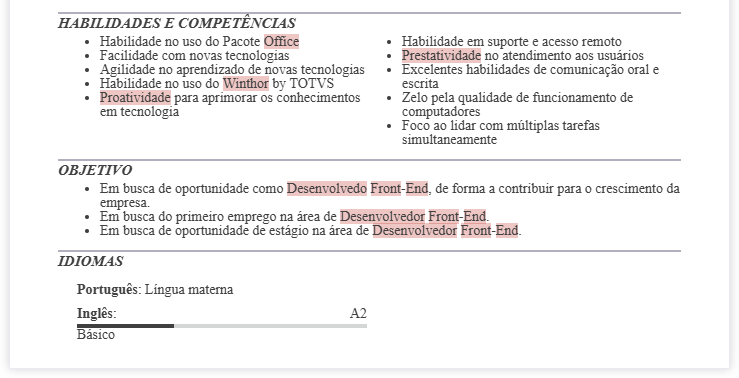 HABILIDADES E COMPETÊNCIAS
• Habilidade no uso do Pacote Office
• Facilidade com novas tecnologias
• Agilidade no aprendizado de novas tecnologias
• Habilidade no uso do Winthor by TOTVS
• Proatividade para aprimorar os conhecimentos
em tecnologia
• Habilidade em suporte e acesso remoto
• Prestatividade no atendimento aos usuários
• Excelentes habilidades de comunicação oral e
escrita
• Zelo pela qualidade de funcionamento de
computadores
• Foco ao lidar com múltiplas tarefas
simultaneamente
OBJETIVO
• Em busca de oportunidade como Desenvolvedo Front-End, de forma a contribuir para o crescimento da
empresa.
• Em busca do primeiro emprego na área de Desenvolvedor Front-End.
• Em busca de oportunidade de estágio na área de Desenvolvedor Front-End.
IDIOMAS
Português: Língua materna
Inglês: A2
Básico